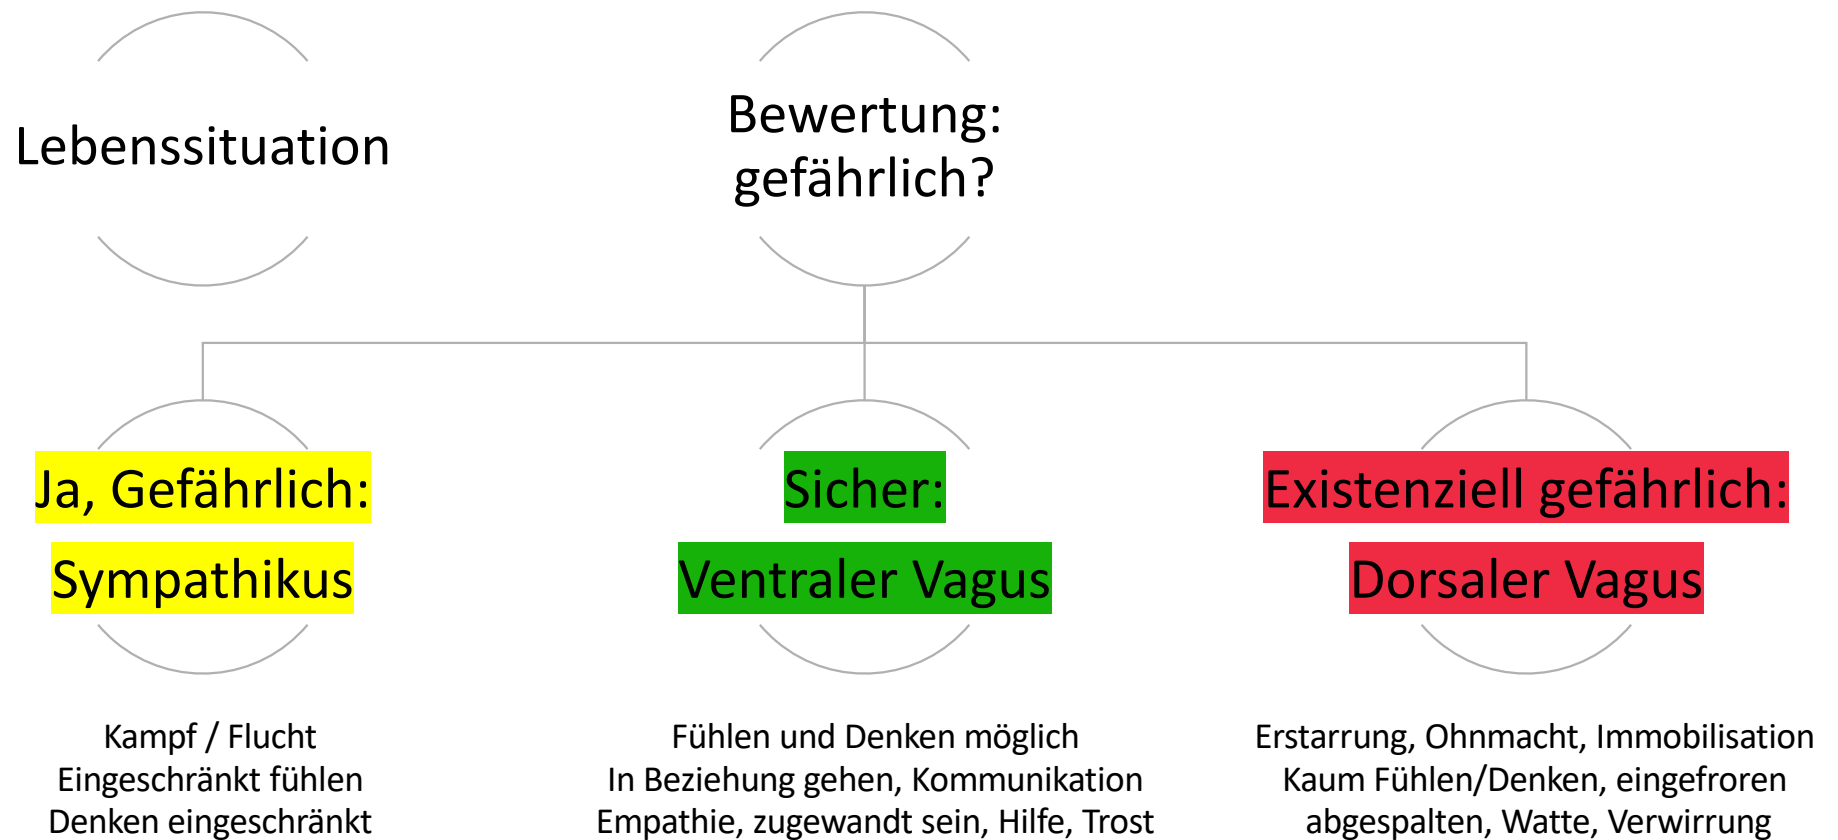 Lebenssituation
Bewertung:
gefährlich?
Ja, Gefährlich:
Sympathikus
Sicher:
Ventraler Vagus
Existenziell gefährlich:
Dorsaler Vagus
Kampf / Flucht
Eingeschränkt fühlen
Denken eingeschränkt
Fühlen und Denken möglich
In Beziehung gehen, Kommunikation
Empathie, zugewandt sein, Hilfe, Trost
Erstarrung, Ohnmacht, Immobilisation
Kaum Fühlen/Denken, eingefroren
abgespalten, Watte, Verwirrung